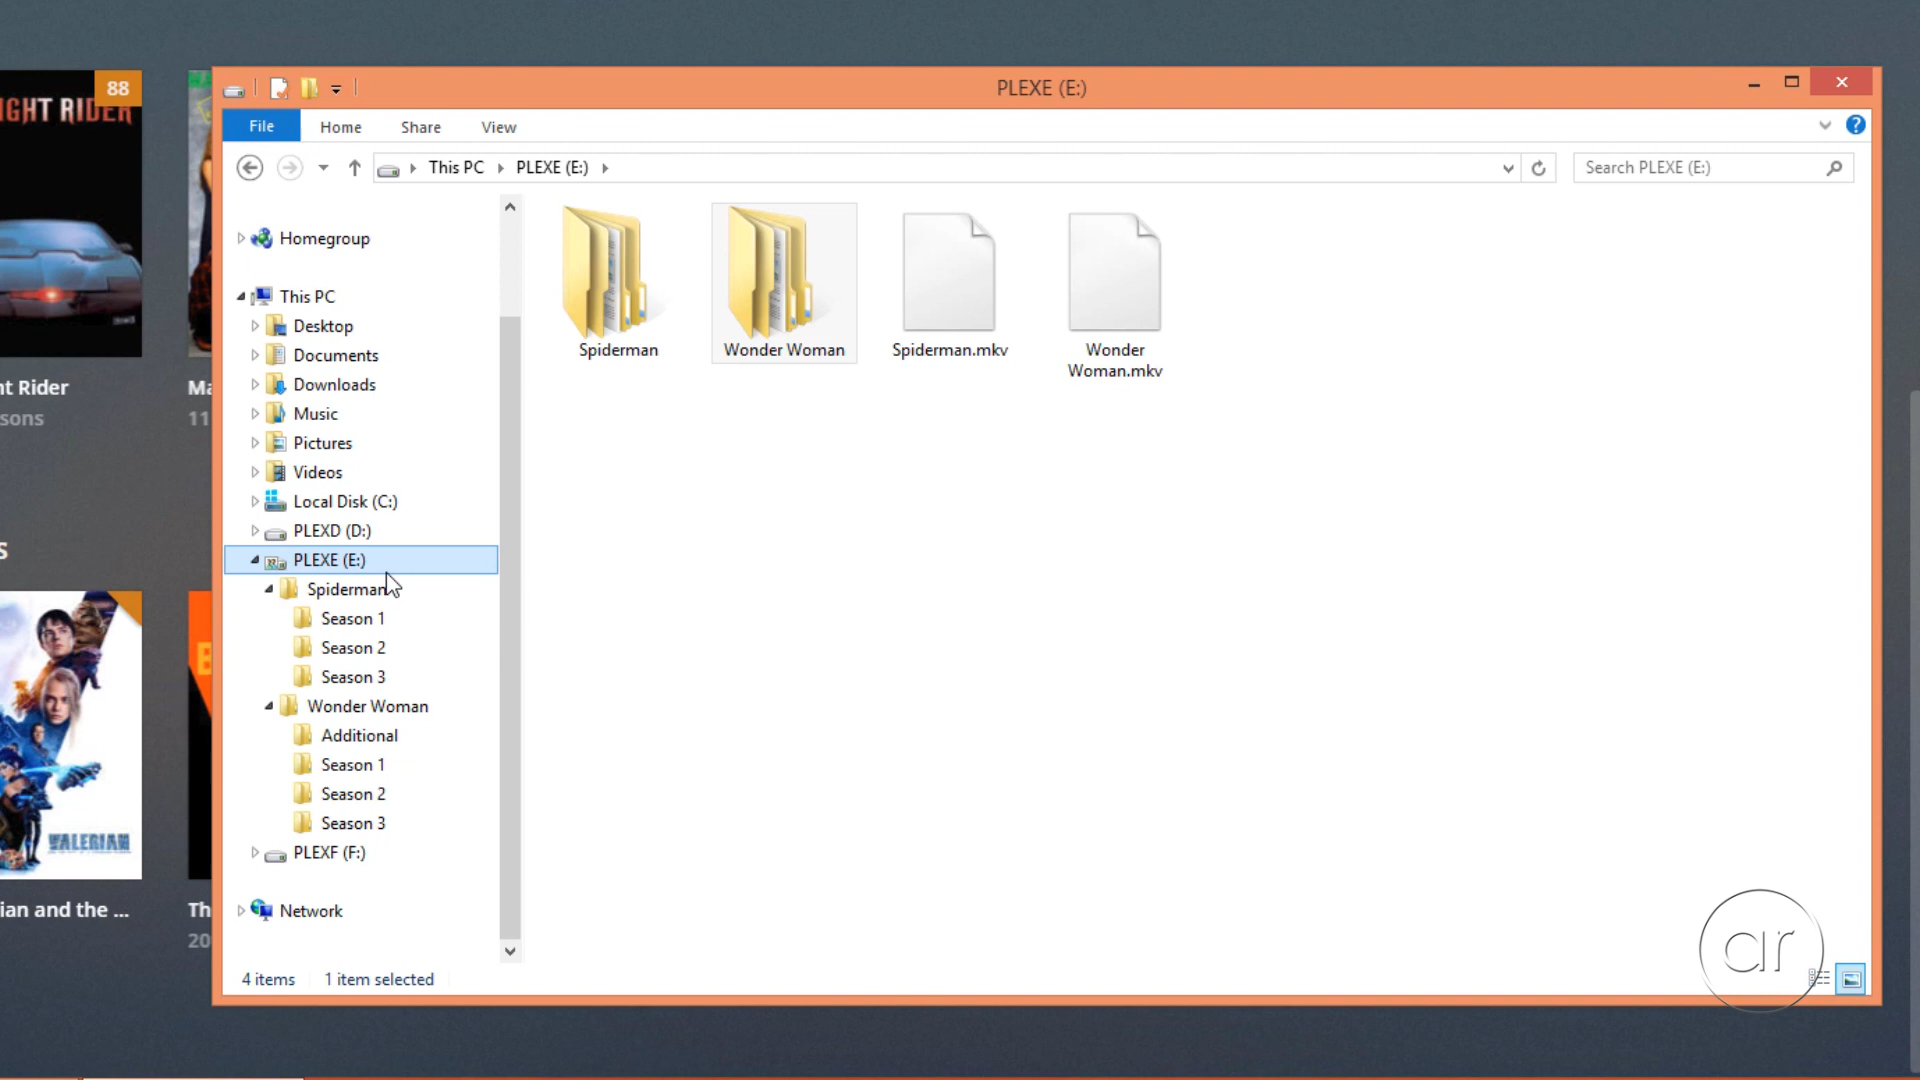 88
IGHT RIDER
ht Rider
sons
Ma
11
S
VALERIAN
ian and the ...
Th
20
PLEXE (E:)
File
Home
Share
View
?
This PC
PLEXE (E:)
Search PLEXE (E:)
Homegroup
This PC
Desktop
Documents
Downloads
Music
Pictures
Videos
Local Disk (C:)
PLEXD (D:)
PLEXE (E:)
Spiderman
Season 1
Season 2
Season 3
Wonder Woman
Additional
Season 1
Season 2
Season 3
PLEXF (F:)
Network
Spiderman
Wonder Woman
Spiderman.mkv
Wonder
Woman.mkv
4 items
1 item selected
ar